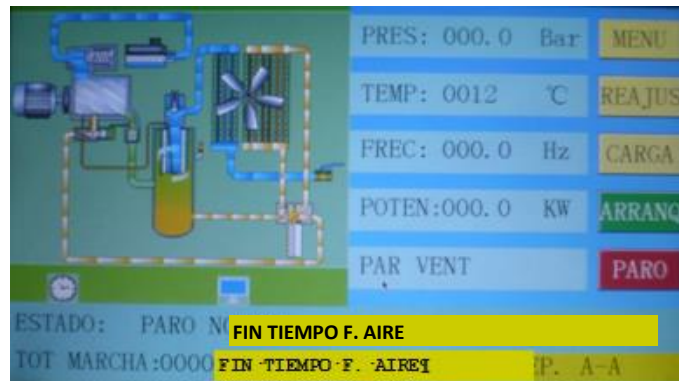 PRES: 000.0 Bar MENU
TEMP: 0012 ℃ REAJUS
FREC: 000.0 Hz CARGA
POTEN:000.0 KW ARRANQ
PAR VENT PARO
ESTADO: PARO FIN TIEMPO F. AIRE
TOT MARCHA:0000 FIN TIEMPO F. AIRE¶ EP. A-A